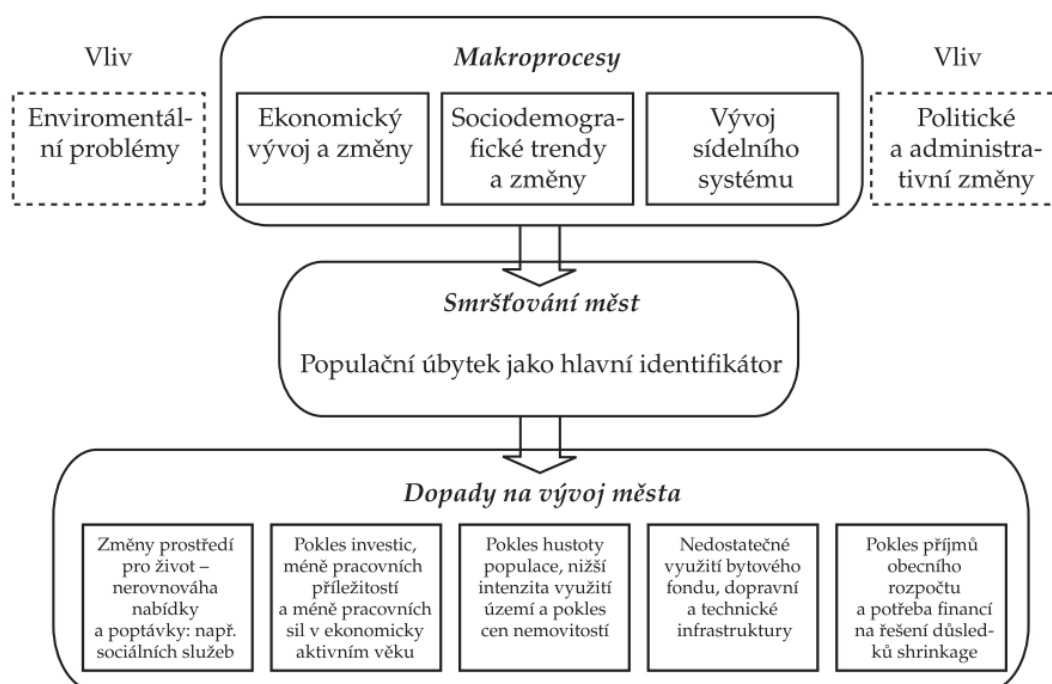 Vliv
Enviromentál-
ní problémy
Makroprocesy
Ekonomický
vývoj a změny
Sociodemogra-
fické trendy
a změny
Vývoj
sídelního
systému
Vliv
Politické
a administra-
tivní změny
Smršťování měst
Populační úbytek jako hlavní identifikátor
Dopady na vývoj města
Změny prostředí
pro život –
nerovnováha
nabídky
a poptávky: např.
sociálních služeb
Pokles investic,
méně pracovních
příležitostí
a méně pracovních
sil v ekonomicky
aktivním věku
Pokles hustoty
populace, nižší
intenzita využití
území a pokles
cen nemovitostí
Nedostatečné
využití bytového
fondu, dopravní
a technické
infrastruktury
Pokles příjmů
obecního
rozpočtu
a potřeba financí
na řešení důsled-
ků shrinkage